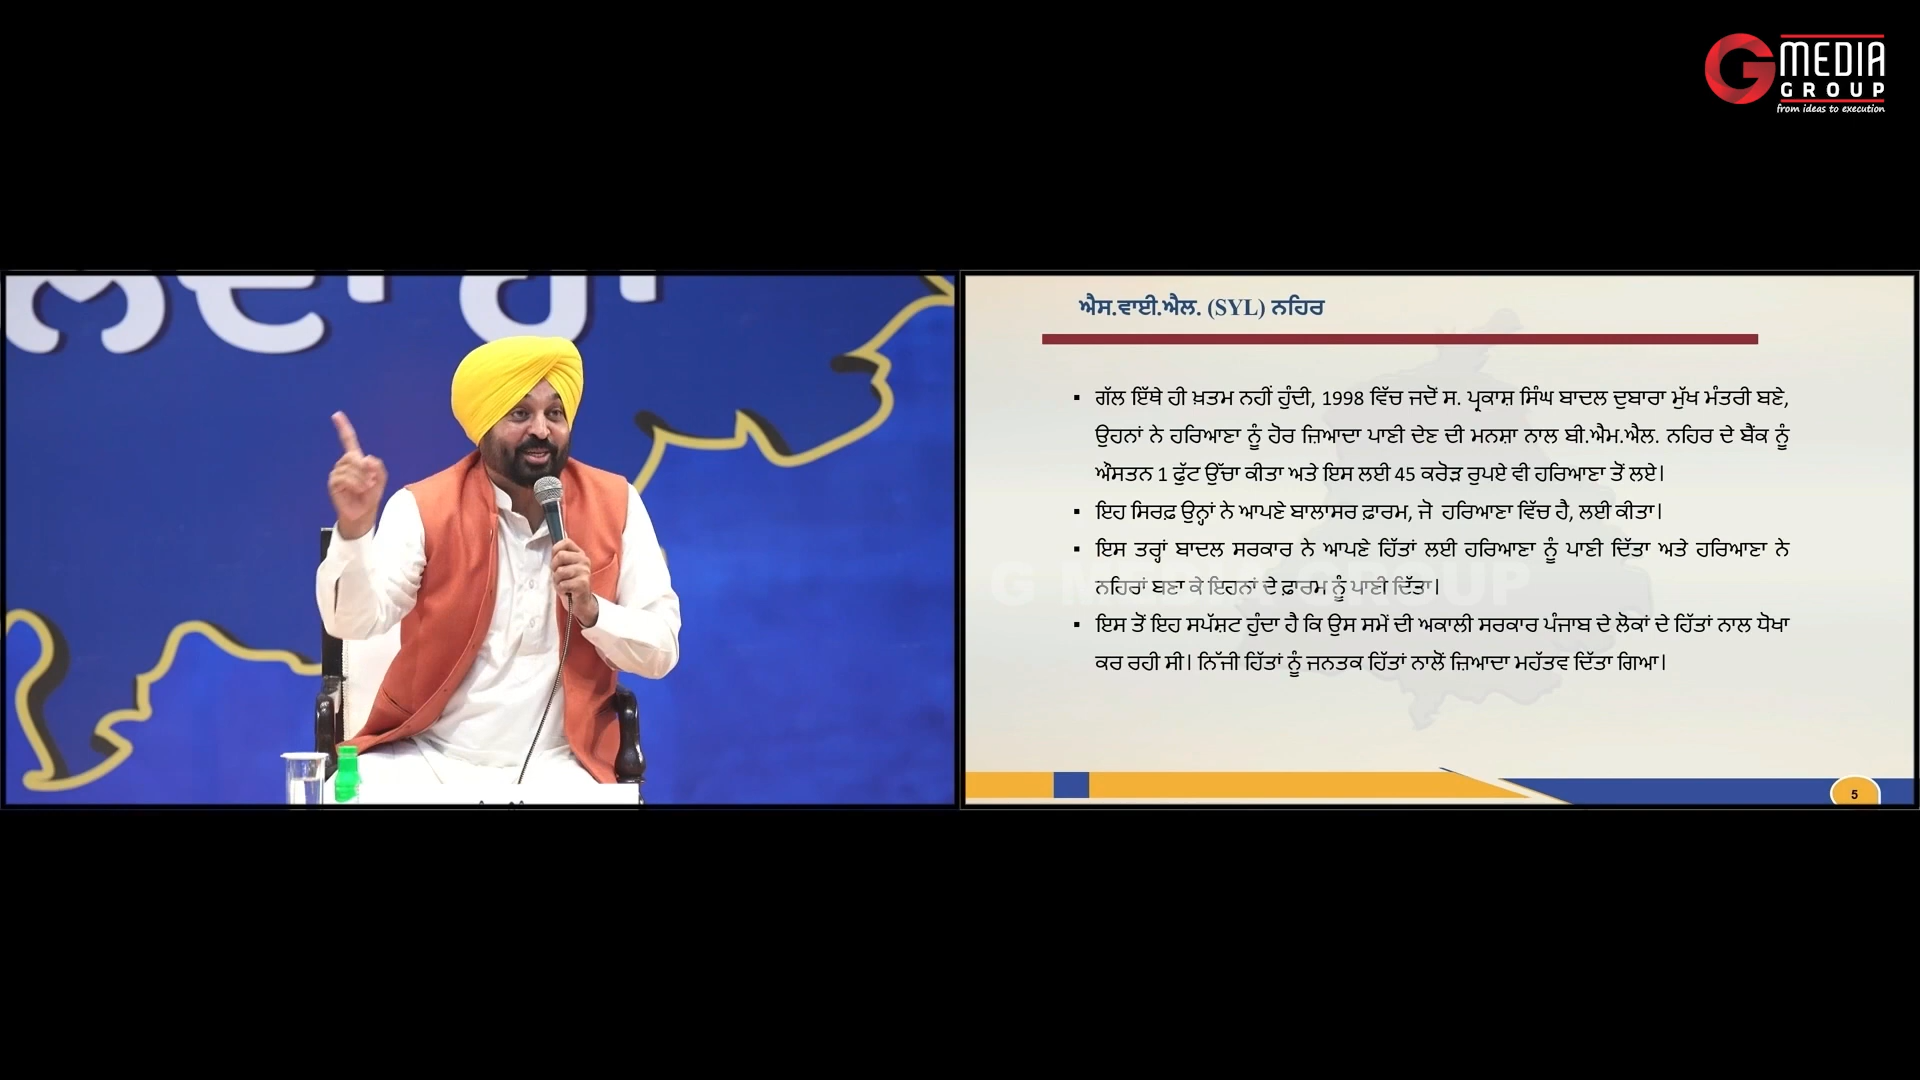 MEDIA
GROUP
from ideas to execution
ਐਸ.ਵਾਈ.ਐਲ. (SYL) ਨਹਿਰ
▪ ਗੱਲ ਇੱਥੇ ਹੀ ਖ਼ਤਮ ਨਹੀਂ ਹੁੰਦੀ, 1998 ਵਿੱਚ ਜਦੋਂ ਸ. ਪ੍ਰਕਾਸ਼ ਸਿੰਘ ਬਾਦਲ ਦੁਬਾਰਾ ਮੁੱਖ ਮੰਤਰੀ ਬਣੇ,
ਉਹਨਾਂ ਨੇ ਹਰਿਆਣਾ ਨੂੰ ਹੋਰ ਜ਼ਿਆਦਾ ਪਾਣੀ ਦੇਣ ਦੀ ਮਨਸ਼ਾ ਨਾਲ ਬੀ.ਐਮ.ਐਲ. ਨਹਿਰ ਦੇ ਬੈਂਕ ਨੂੰ
ਔਸਤਨ 1 ਫੁੱਟ ਉੱਚਾ ਕੀਤਾ ਅਤੇ ਇਸ ਲਈ 45 ਕਰੋੜ ਰੁਪਏ ਵੀ ਹਰਿਆਣਾ ਤੋਂ ਲਏ।
▪ ਇਹ ਸਿਰਫ਼ ਉਨ੍ਹਾਂ ਨੇ ਆਪਣੇ ਬਾਲਾਸਰ ਫ਼ਾਰਮ, ਜੋ ਹਰਿਆਣਾ ਵਿੱਚ ਹੈ, ਲਈ ਕੀਤਾ।
▪ ਇਸ ਤਰ੍ਹਾਂ ਬਾਦਲ ਸਰਕਾਰ ਨੇ ਆਪਣੇ ਹਿੱਤਾਂ ਲਈ ਹਰਿਆਣਾ ਨੂੰ ਪਾਣੀ ਦਿੱਤਾ ਅਤੇ ਹਰਿਆਣਾ ਨੇ
ਨਹਿਰਾਂ ਬਣਾ ਕੇ ਇਹਨਾਂ ਦੇ ਫ਼ਾਰਮ ਨੂੰ ਪਾਣੀ ਦਿੱਤਾ।
G MEDIA GROUP
▪ ਇਸ ਤੋਂ ਇਹ ਸਪੱਸ਼ਟ ਹੁੰਦਾ ਹੈ ਕਿ ਉਸ ਸਮੇਂ ਦੀ ਅਕਾਲੀ ਸਰਕਾਰ ਪੰਜਾਬ ਦੇ ਲੋਕਾਂ ਦੇ ਹਿੱਤਾਂ ਨਾਲ ਧੋਖਾ
ਕਰ ਰਹੀ ਸੀ। ਨਿੱਜੀ ਹਿੱਤਾਂ ਨੂੰ ਜਨਤਕ ਹਿੱਤਾਂ ਨਾਲੋਂ ਜ਼ਿਆਦਾ ਮਹੱਤਵ ਦਿੱਤਾ ਗਿਆ।
5